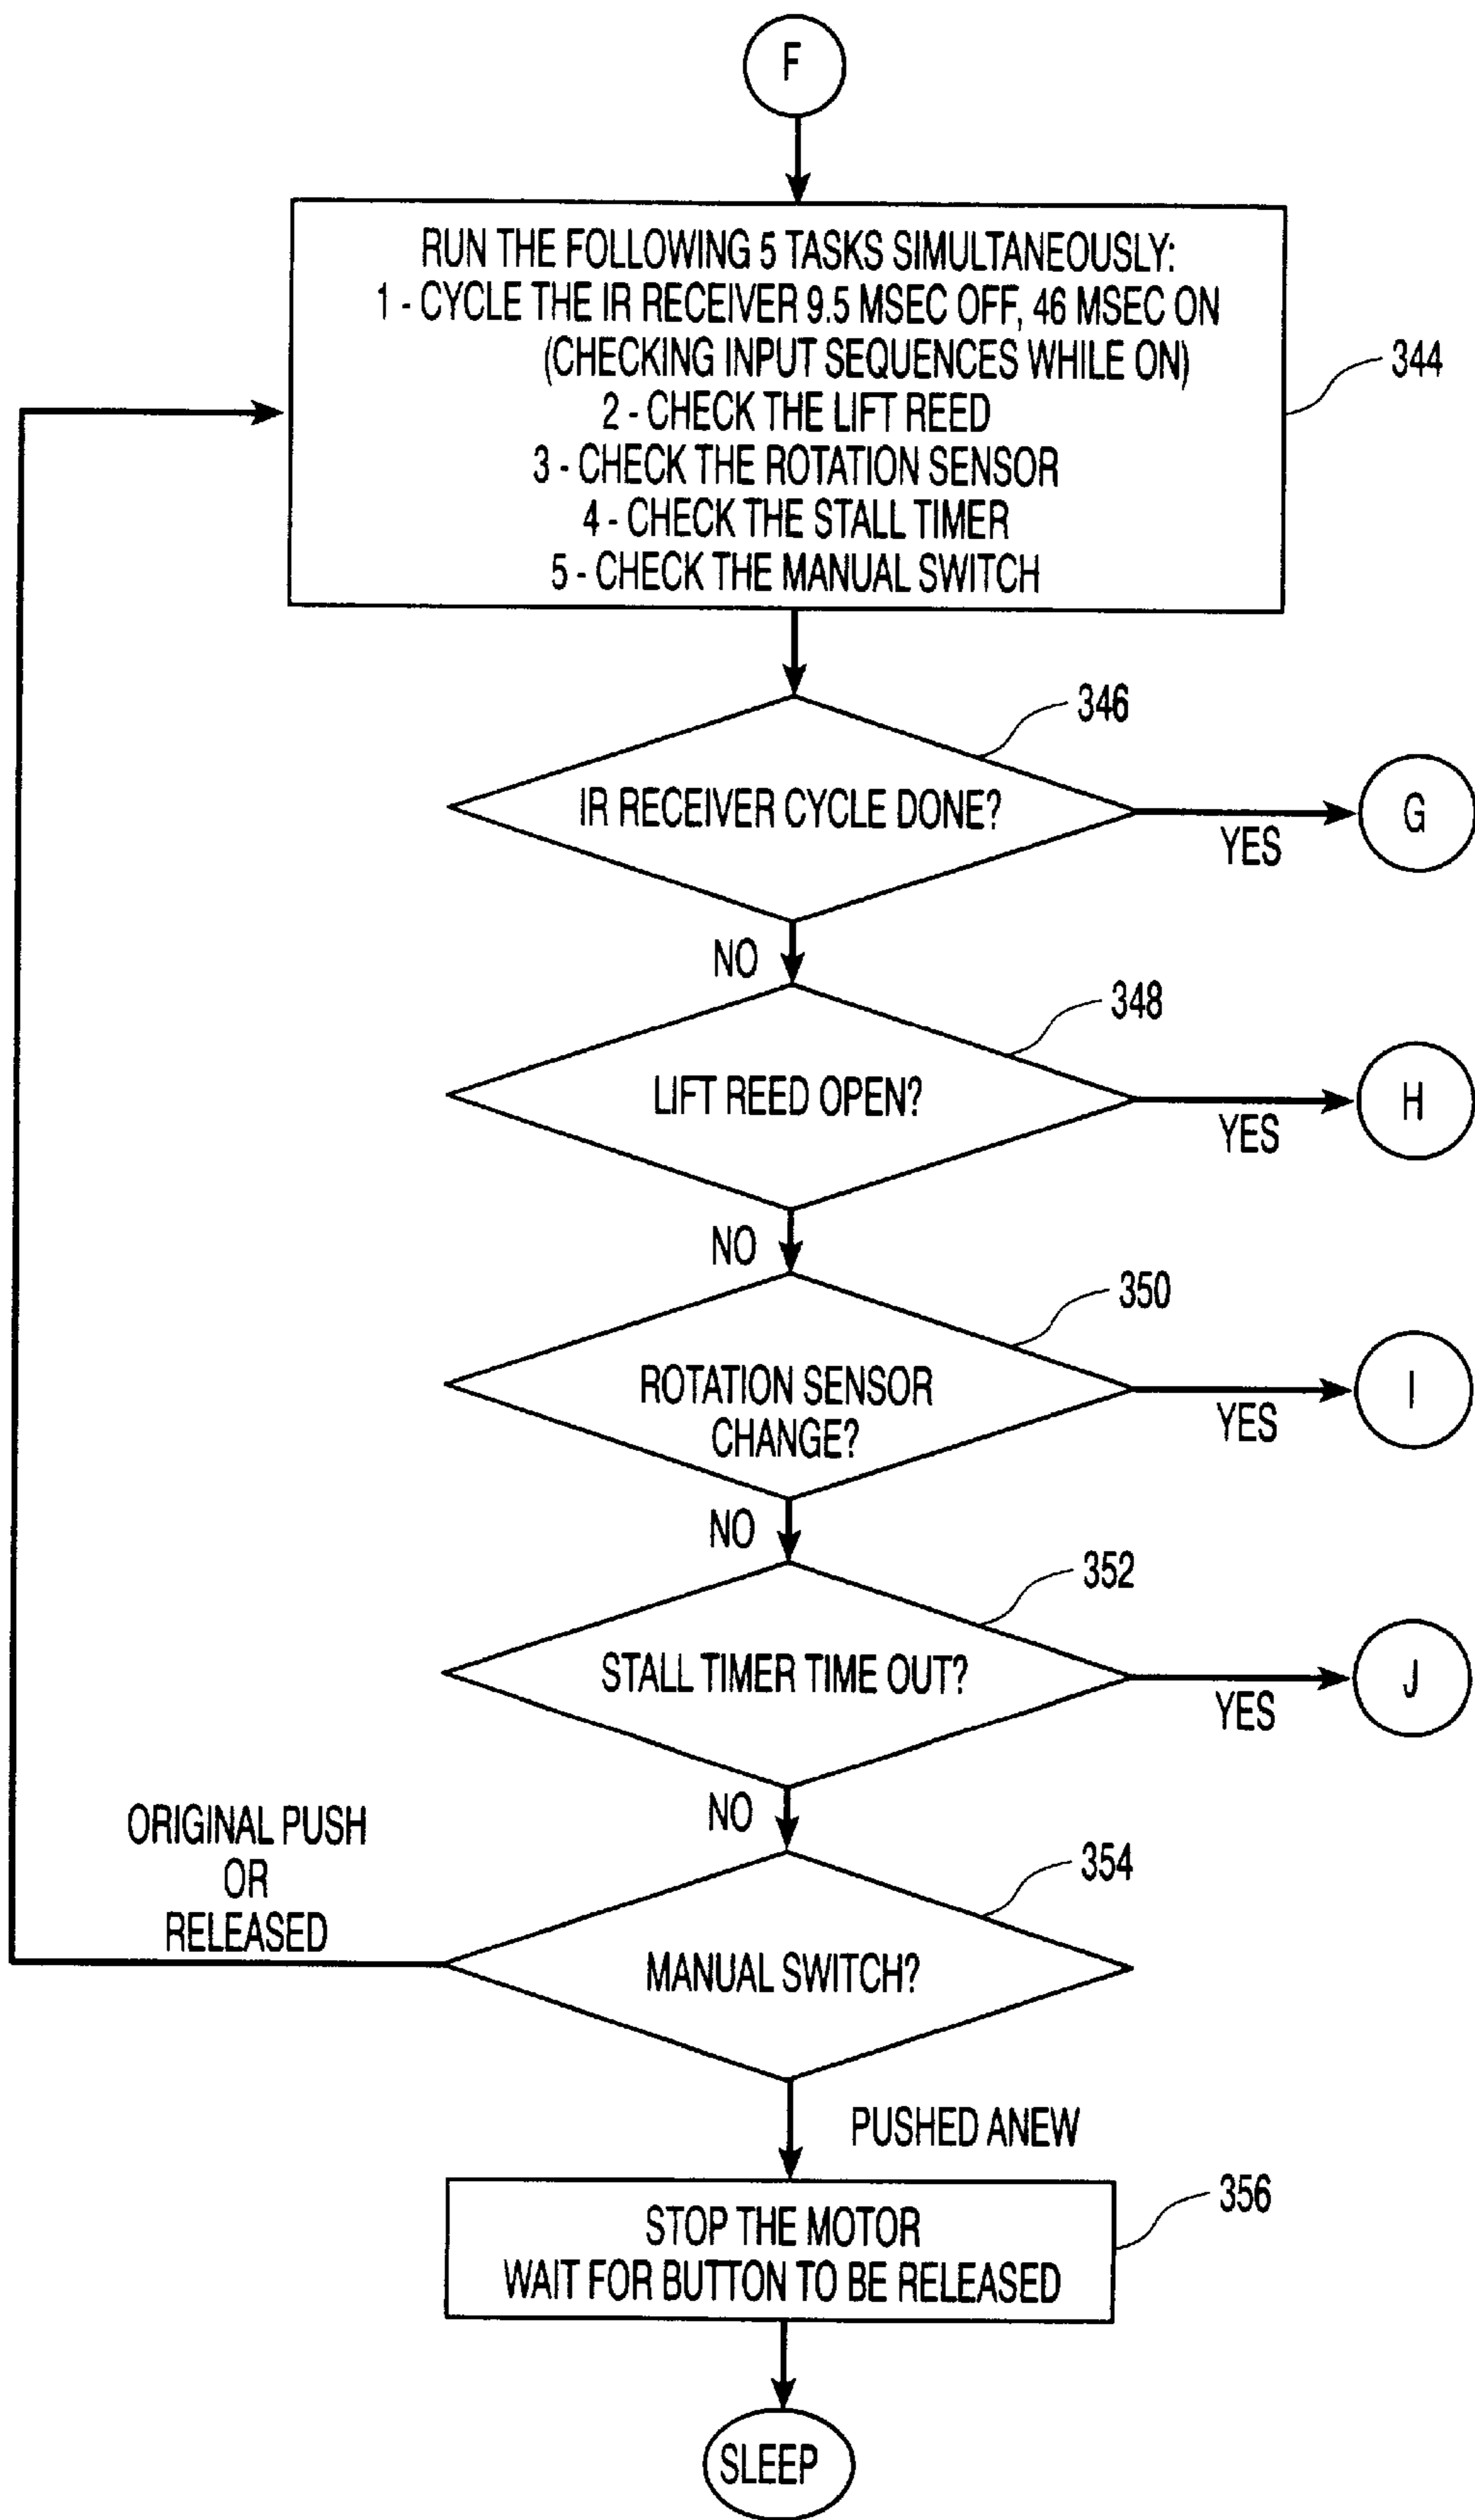 F
RUN THE FOLLOWING 5 TASKS SIMULTANEOUSLY:
1 - CYCLE THE IR RECEIVER 9.5 MSEC OFF, 46 MSEC ON
(CHECKING INPUT SEQUENCES WHILE ON)
2 - CHECK THE LIFT REED
3 - CHECK THE ROTATION SENSOR
4 - CHECK THE STALL TIMER
5 - CHECK THE MANUAL SWITCH
344
346
IR RECEIVER CYCLE DONE?
YES
G
NO
348
LIFT REED OPEN?
YES
H
NO
350
ROTATION SENSOR
CHANGE?
YES
I
NO
352
STALL TIMER TIME OUT?
YES
J
NO
354
ORIGINAL PUSH
OR
RELEASED
MANUAL SWITCH?
PUSHED ANEW
356
STOP THE MOTOR
WAIT FOR BUTTON TO BE RELEASED
SLEEP